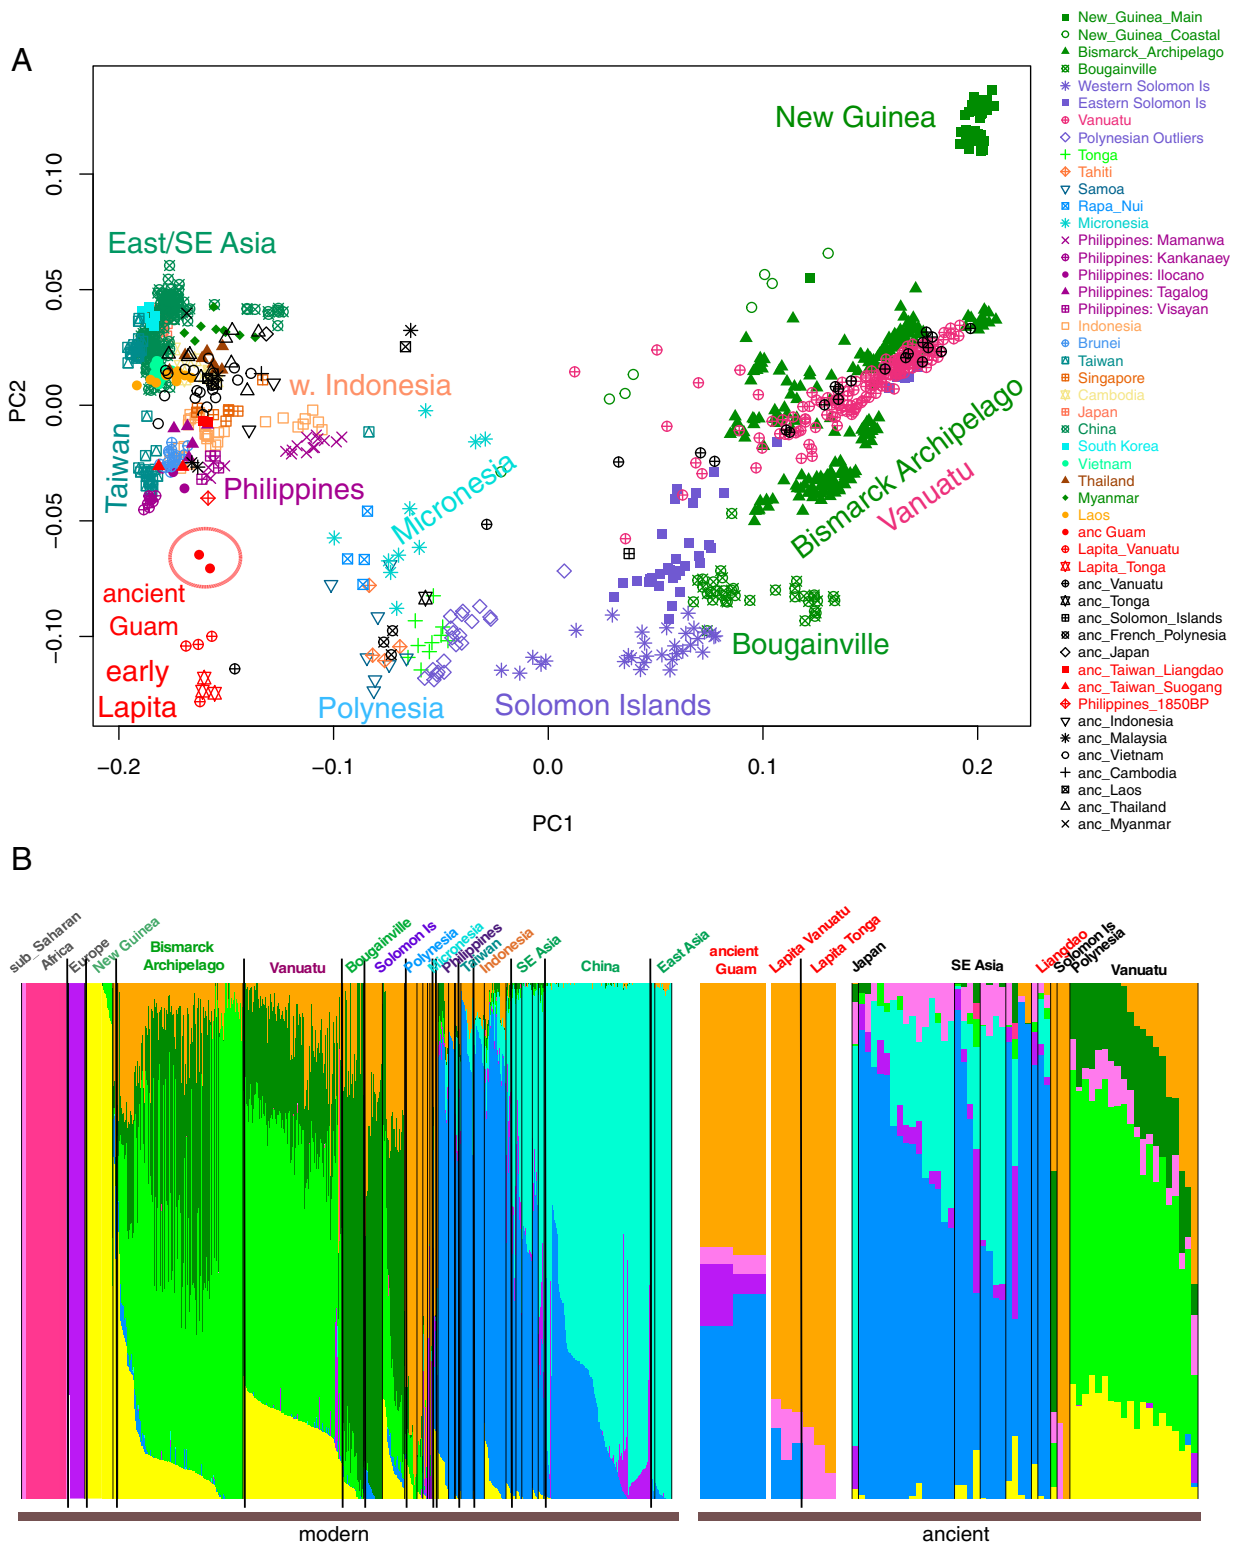 A
New_Guinea_Main
New_Guinea_Coastal
Bismarck_Archipelago
Bougainville
Western Solomon Is
Eastern Solomon Is
Vanuatu
Polynesian Outliers
Tonga
Tahiti
Samoa
Rapa_Nui
Micronesia
Philippines: Mamanwa
Philippines: Kankanaey
Philippines: Ilocano
Philippines: Tagalog
Philippines: Visayan
Indonesia
Brunei
Taiwan
Singapore
Cambodia
Japan
China
South Korea
Vietnam
Thailand
Myanmar
Laos
anc Guam
Lapita_Vanuatu
Lapita_Tonga
anc_Vanuatu
anc_Tonga
anc_Solomon_Islands
anc_French_Polynesia
anc_Japan
anc_Taiwan_Liangdao
anc_Taiwan_Suogang
Philippines_1850BP
anc_Indonesia
anc_Malaysia
anc_Vietnam
anc_Cambodia
anc_Laos
anc_Thailand
anc_Myanmar
PC2
0.10
0.05
0.00
−0.05
−0.10
New Guinea
East/SE Asia
w. Indonesia
Taiwan
Philippines
Micronesia
Bismarck Archipelago
Vanuatu
ancient
Guam
early
Lapita
Polynesia
Solomon Islands
Bougainville
−0.2
−0.1
0.0
0.1
0.2
PC1
B
sub_Saharan
Africa
Europe
New Guinea
Bismarck
Archipelago
Vanuatu
Bougainville
Solomon Is
Polynesia
Micronesia
Philippines
Taiwan
Indonesia
SE Asia
China
East Asia
ancient
Guam
Lapita Vanuatu
Lapita Tonga
Japan
SE Asia
Liangdao
Solomon Is
Polynesia
Vanuatu
modern
ancient